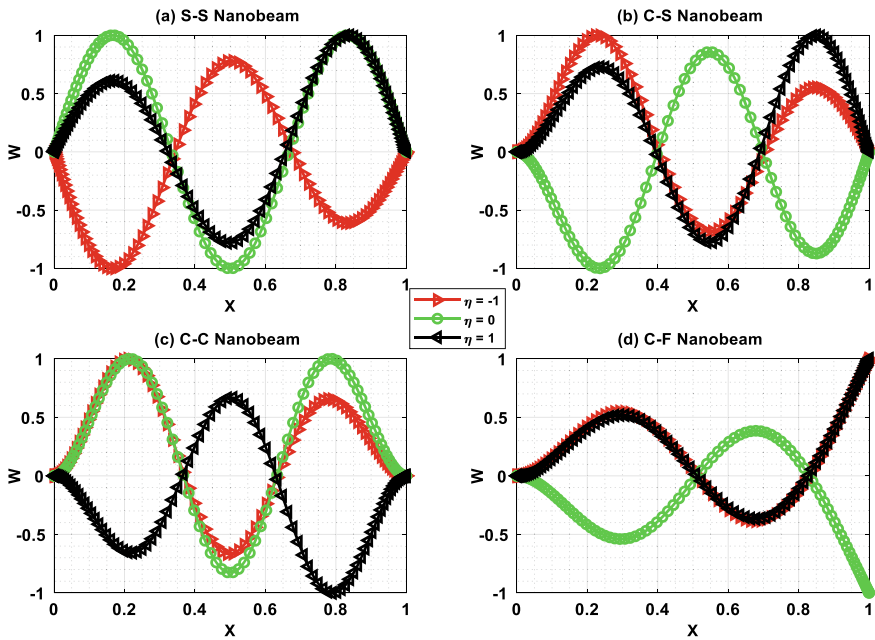 (a) S-S Nanobeam
1
0.5
0
-0.5
-1
W
0
0.2
0.4
0.6
0.8
1
X
(b) C-S Nanobeam
1
0.5
0
-0.5
-1
W
0
0.2
0.4
0.6
0.8
1
X
η = -1
η = 0
η = 1
(c) C-C Nanobeam
1
0.5
0
-0.5
-1
W
0
0.2
0.4
0.6
0.8
1
X
(d) C-F Nanobeam
1
0.5
0
-0.5
-1
W
0
0.2
0.4
0.6
0.8
1
X